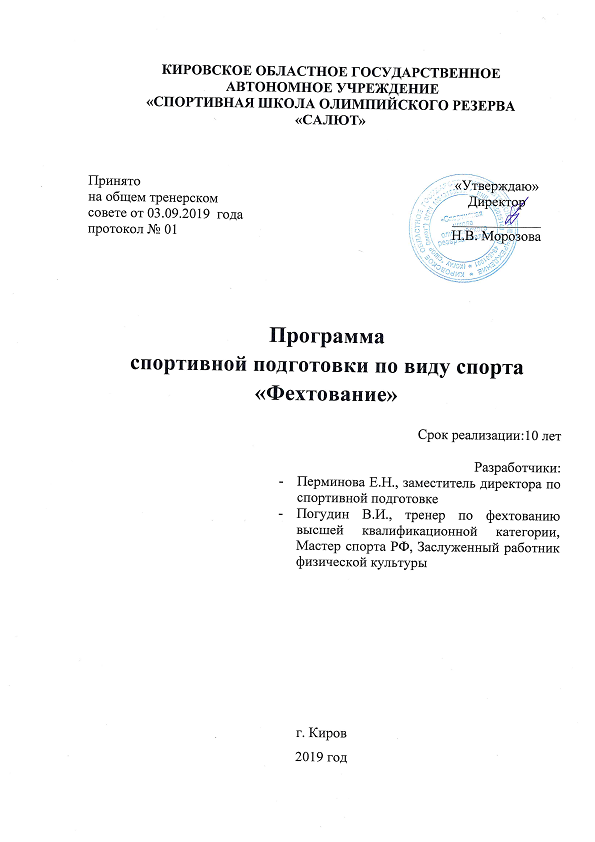 КИРОВСКОЕ ОБЛАСТНОЕ ГОСУДАРСТВЕННОЕ
АВТОНОМНОЕ УЧРЕЖДЕНИЕ
«СПОРТИВНАЯ ШКОЛА ОЛИМПИЙСКОГО РЕЗЕРВА
«САЛЮТ»
Принято
на общем тренерском
совете от 03.09.2019 года
протокол № 01
«Утверждаю»
Директор
Н.В. Морозова
Программа
спортивной подготовки по виду спорта
«Фехтование»
Срок реализации:10 лет
Разработчики:
- Перминова Е.Н., заместитель директора по
спортивной подготовке
- Погудин В.И., тренер по фехтованию
высшей квалификационной категории,
Мастер спорта РФ, Заслуженный работник
физической культуры
г. Киров
2019 год